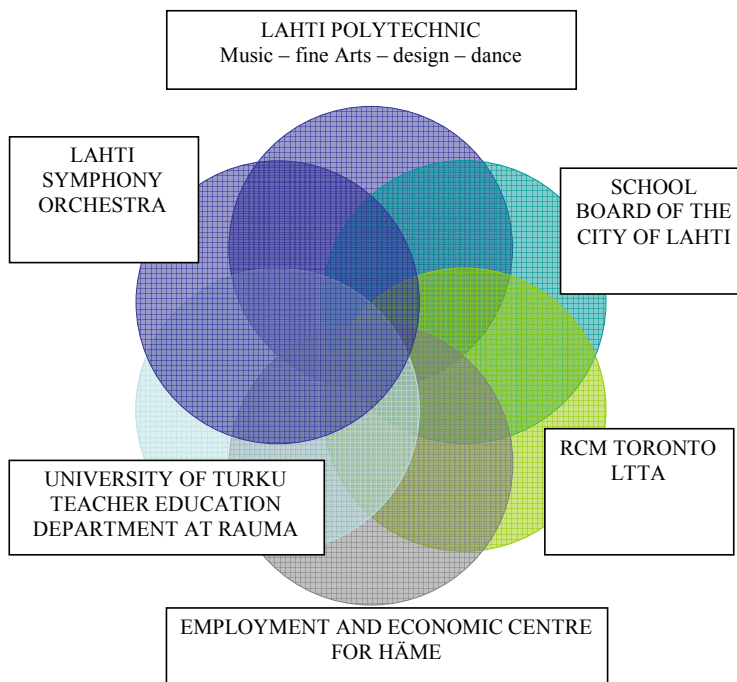 LAHTI POLYTECHNIC
Music – fine Arts – design – dance
LAHTI
SYMPHONY
ORCHESTRA
SCHOOL
BOARD OF THE
CITY OF LAHTI
RCM TORONTO
LTTA
UNIVERSITY OF TURKU
TEACHER EDUCATION
DEPARTMENT AT RAUMA
EMPLOYMENT AND ECONOMIC CENTRE
FOR HÄME